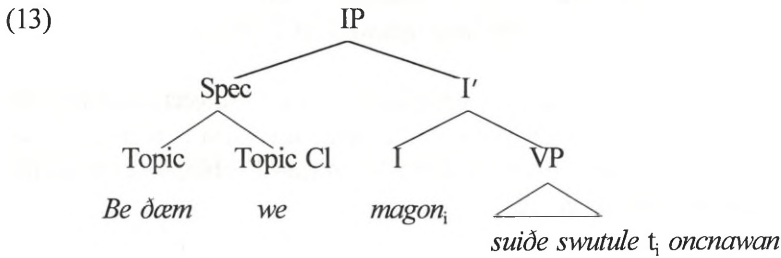 (13) IP
Spec I′
Topic Topic Cl I VP
Be ðæm we magonᵢ
suiðe swutule tᵢ oncnawan